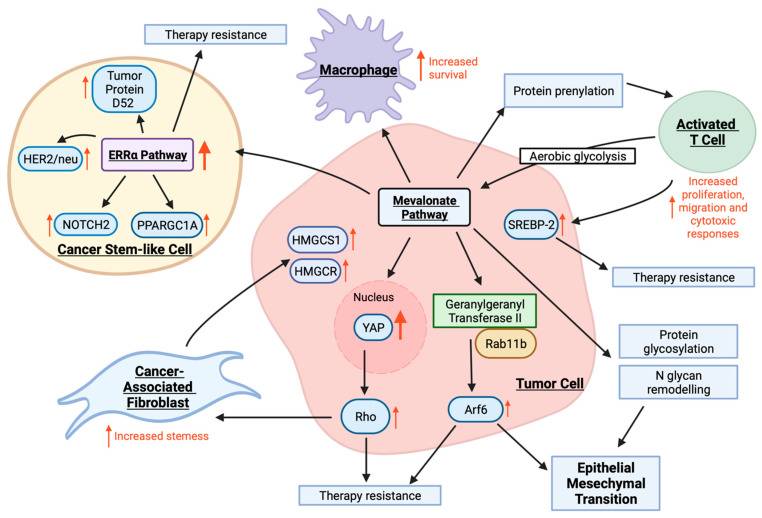 Therapy resistance
Macrophage
Increased
survival
Tumor
Protein
D52
HER2/neu
ERRα Pathway
NOTCH2
PPARGC1A
Cancer Stem-like Cell
Protein prenylation
Activated
T Cell
Aerobic glycolysis
Increased
proliferation,
migration and
cytotoxic
responses
Mevalonate
Pathway
SREBP-2
Therapy resistance
HMGCS1
HMGCR
Nucleus
YAP
Geranylgeranyl
Transferase II
Rab11b
Protein
glycosylation
N glycan
remodelling
Tumor Cell
Cancer-
Associated
Fibroblast
Increased stemess
Rho
Arf6
Therapy resistance
Epithelial
Mesechymal
Transition